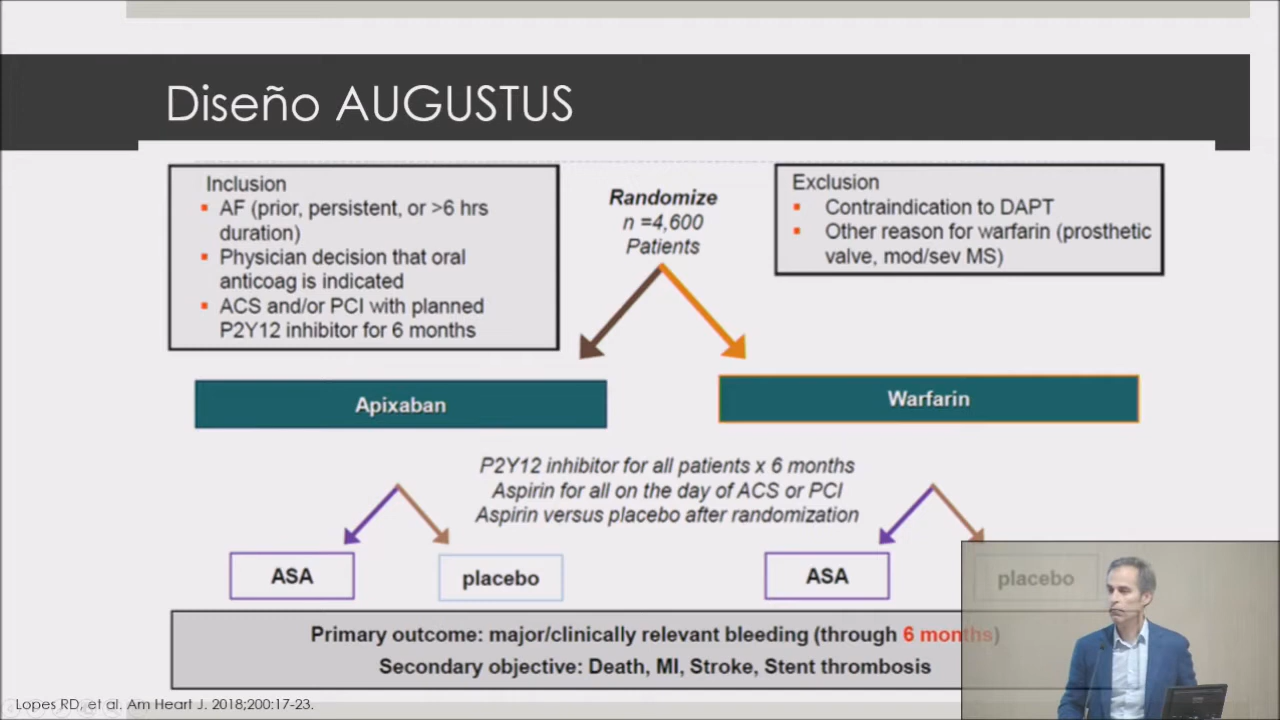 Diseño AUGUSTUS
Inclusion
▪ AF (prior, persistent, or >6 hrs
duration)
▪ Physician decision that oral
anticoag is indicated
▪ ACS and/or PCI with planned
P2Y12 inhibitor for 6 months
Randomize
n =4,600
Patients
Exclusion
▪ Contraindication to DAPT
▪ Other reason for warfarin (prosthetic
valve, mod/sev MS)
Apixaban
Warfarin
P2Y12 inhibitor for all patients x 6 months
Aspirin for all on the day of ACS or PCI
Aspirin versus placebo after randomization
ASA
placebo
ASA
placebo
Primary outcome: major/clinically relevant bleeding (through 6 months)
Secondary objective: Death, MI, Stroke, Stent thrombosis
Lopes RD, et al. Am Heart J. 2018;200:17-23.